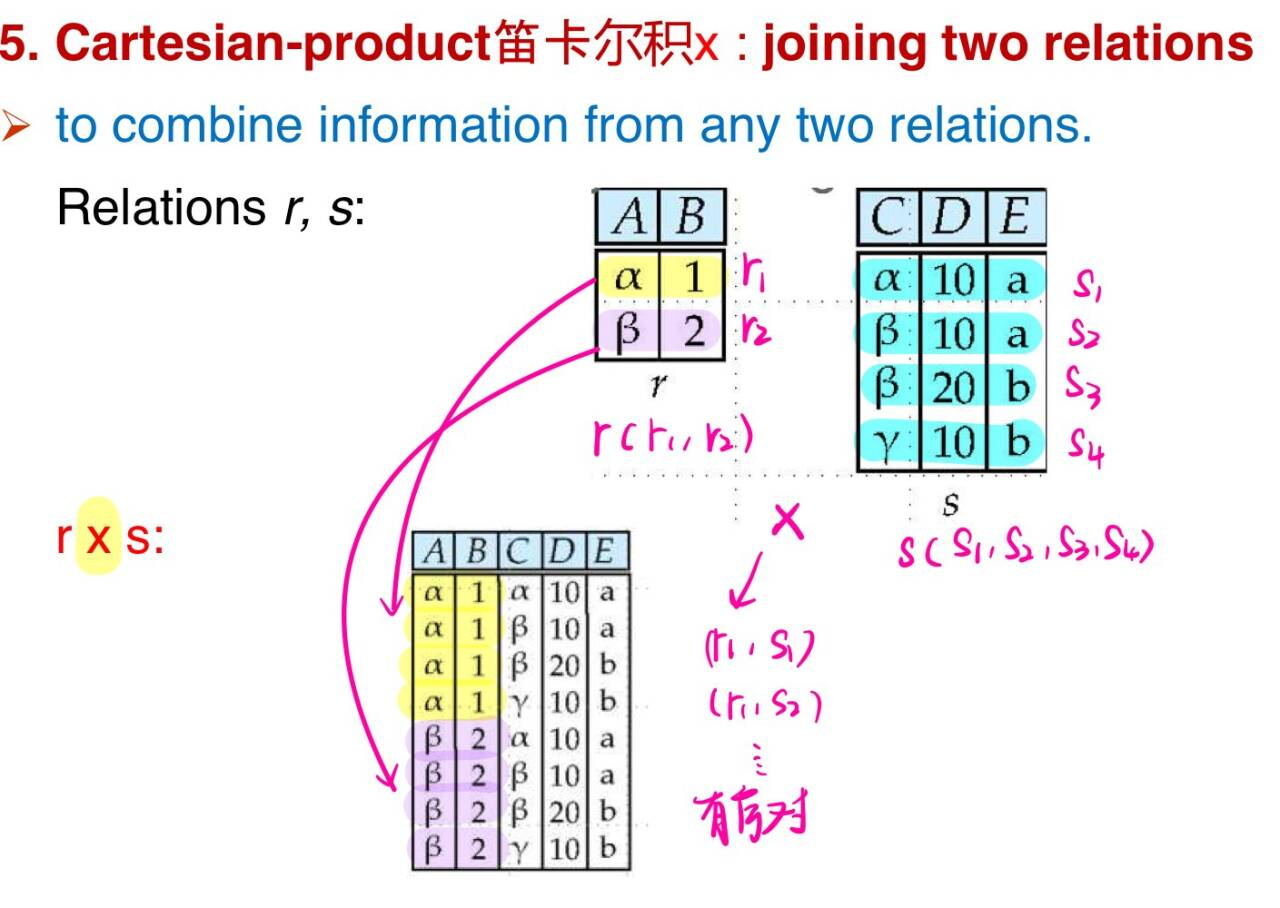 5. Cartesian-product笛卡尔积x : joining two relations
➢ to combine information from any two relations.
Relations r, s:
A B
α 1 r₁
β 2 r₂
r
r(r₁, r₂)
C D E
α 10 a s₁
β 10 a s₂
β 20 b s₃
γ 10 b s₄
s
s(s₁, s₂, s₃, s₄)
×
r x s:
A B C D E
α 1 α 10 a
α 1 β 10 a
α 1 β 20 b
α 1 γ 10 b
β 2 α 10 a
β 2 β 10 a
β 2 β 20 b
β 2 γ 10 b
(r₁, s₁)
(r₁, s₂)
⋮
有序对